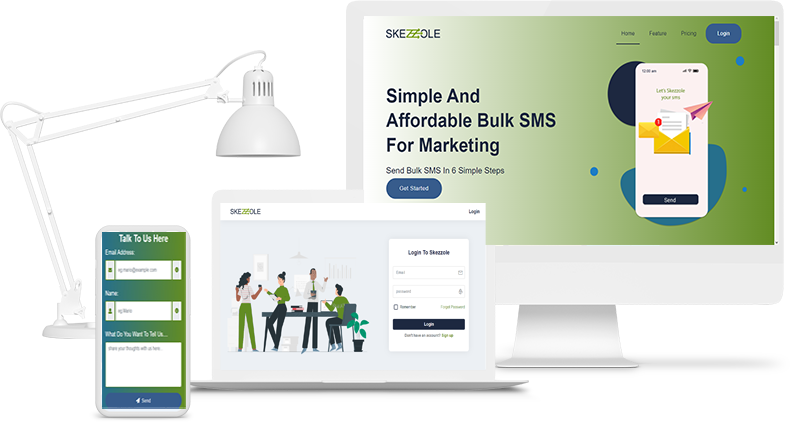 SKEZZOLE
Home Feature Pricing Login
Simple And
Affordable Bulk SMS
For Marketing
Send Bulk SMS In 6 Simple Steps
Get Started
12:00 am
Let's Skezzole
your sms
Send
SKEZZOLE Login
Login To Skezzole
Email
password
Remember Forgot Password
Login
Don't have an account? Sign up
Talk To Us Here
Email Address:
eg.mario@example.com
Name:
eg.Mario
What Do You Want To Tell Us....
share your thoughts with us here...
Send